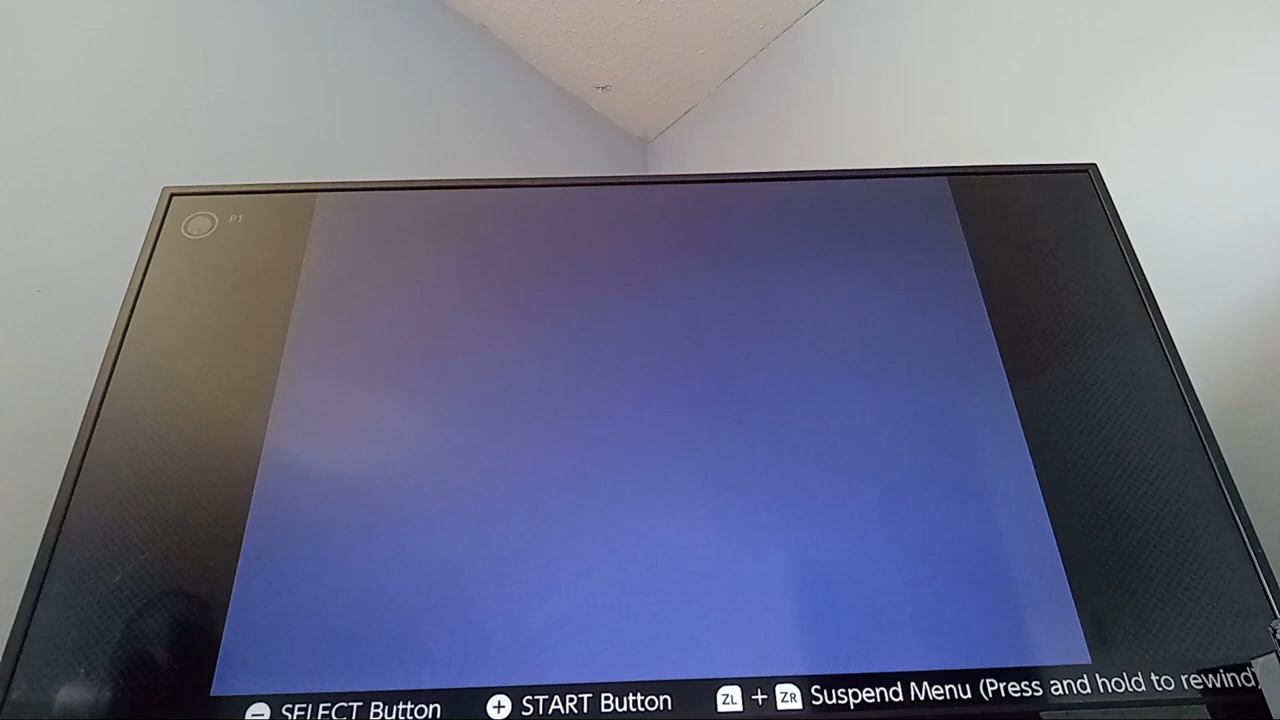 P1
SELECT Button START Button ZL + ZR Suspend Menu (Press and hold to rewind)